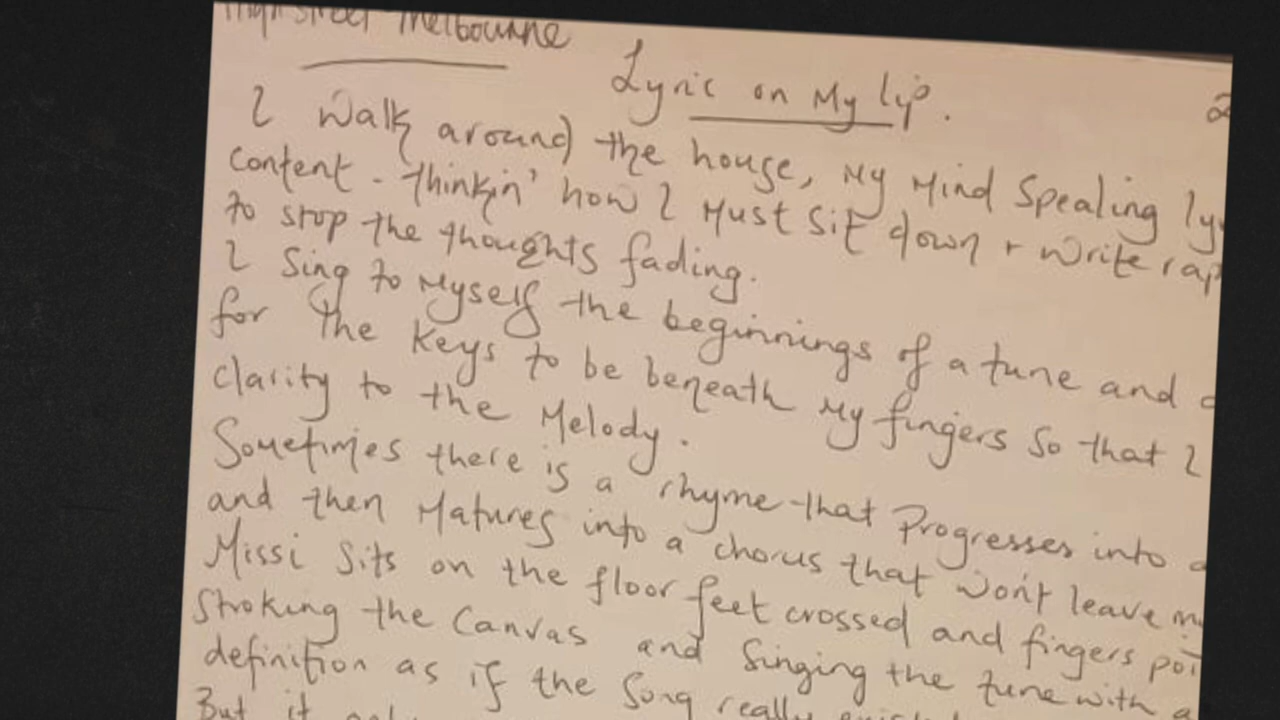 High Street Melbourne
Lyric on My lip.
I walk around the house, My Mind Spealing
content - thinkin' how I Must Sit down + write
to stop the thoughts fading.
I Sing to Myself the beginnings of a tune and
for the keys to be beneath My fingers So that I
clarity to the Melody.
Sometimes there is a rhyme that Progresses into
and then Matures into a chorus that won't leave
Missi Sits on the floor feet crossed and fingers
Stroking the Canvas and Singing the tune with a
definition as if the Song really
But it